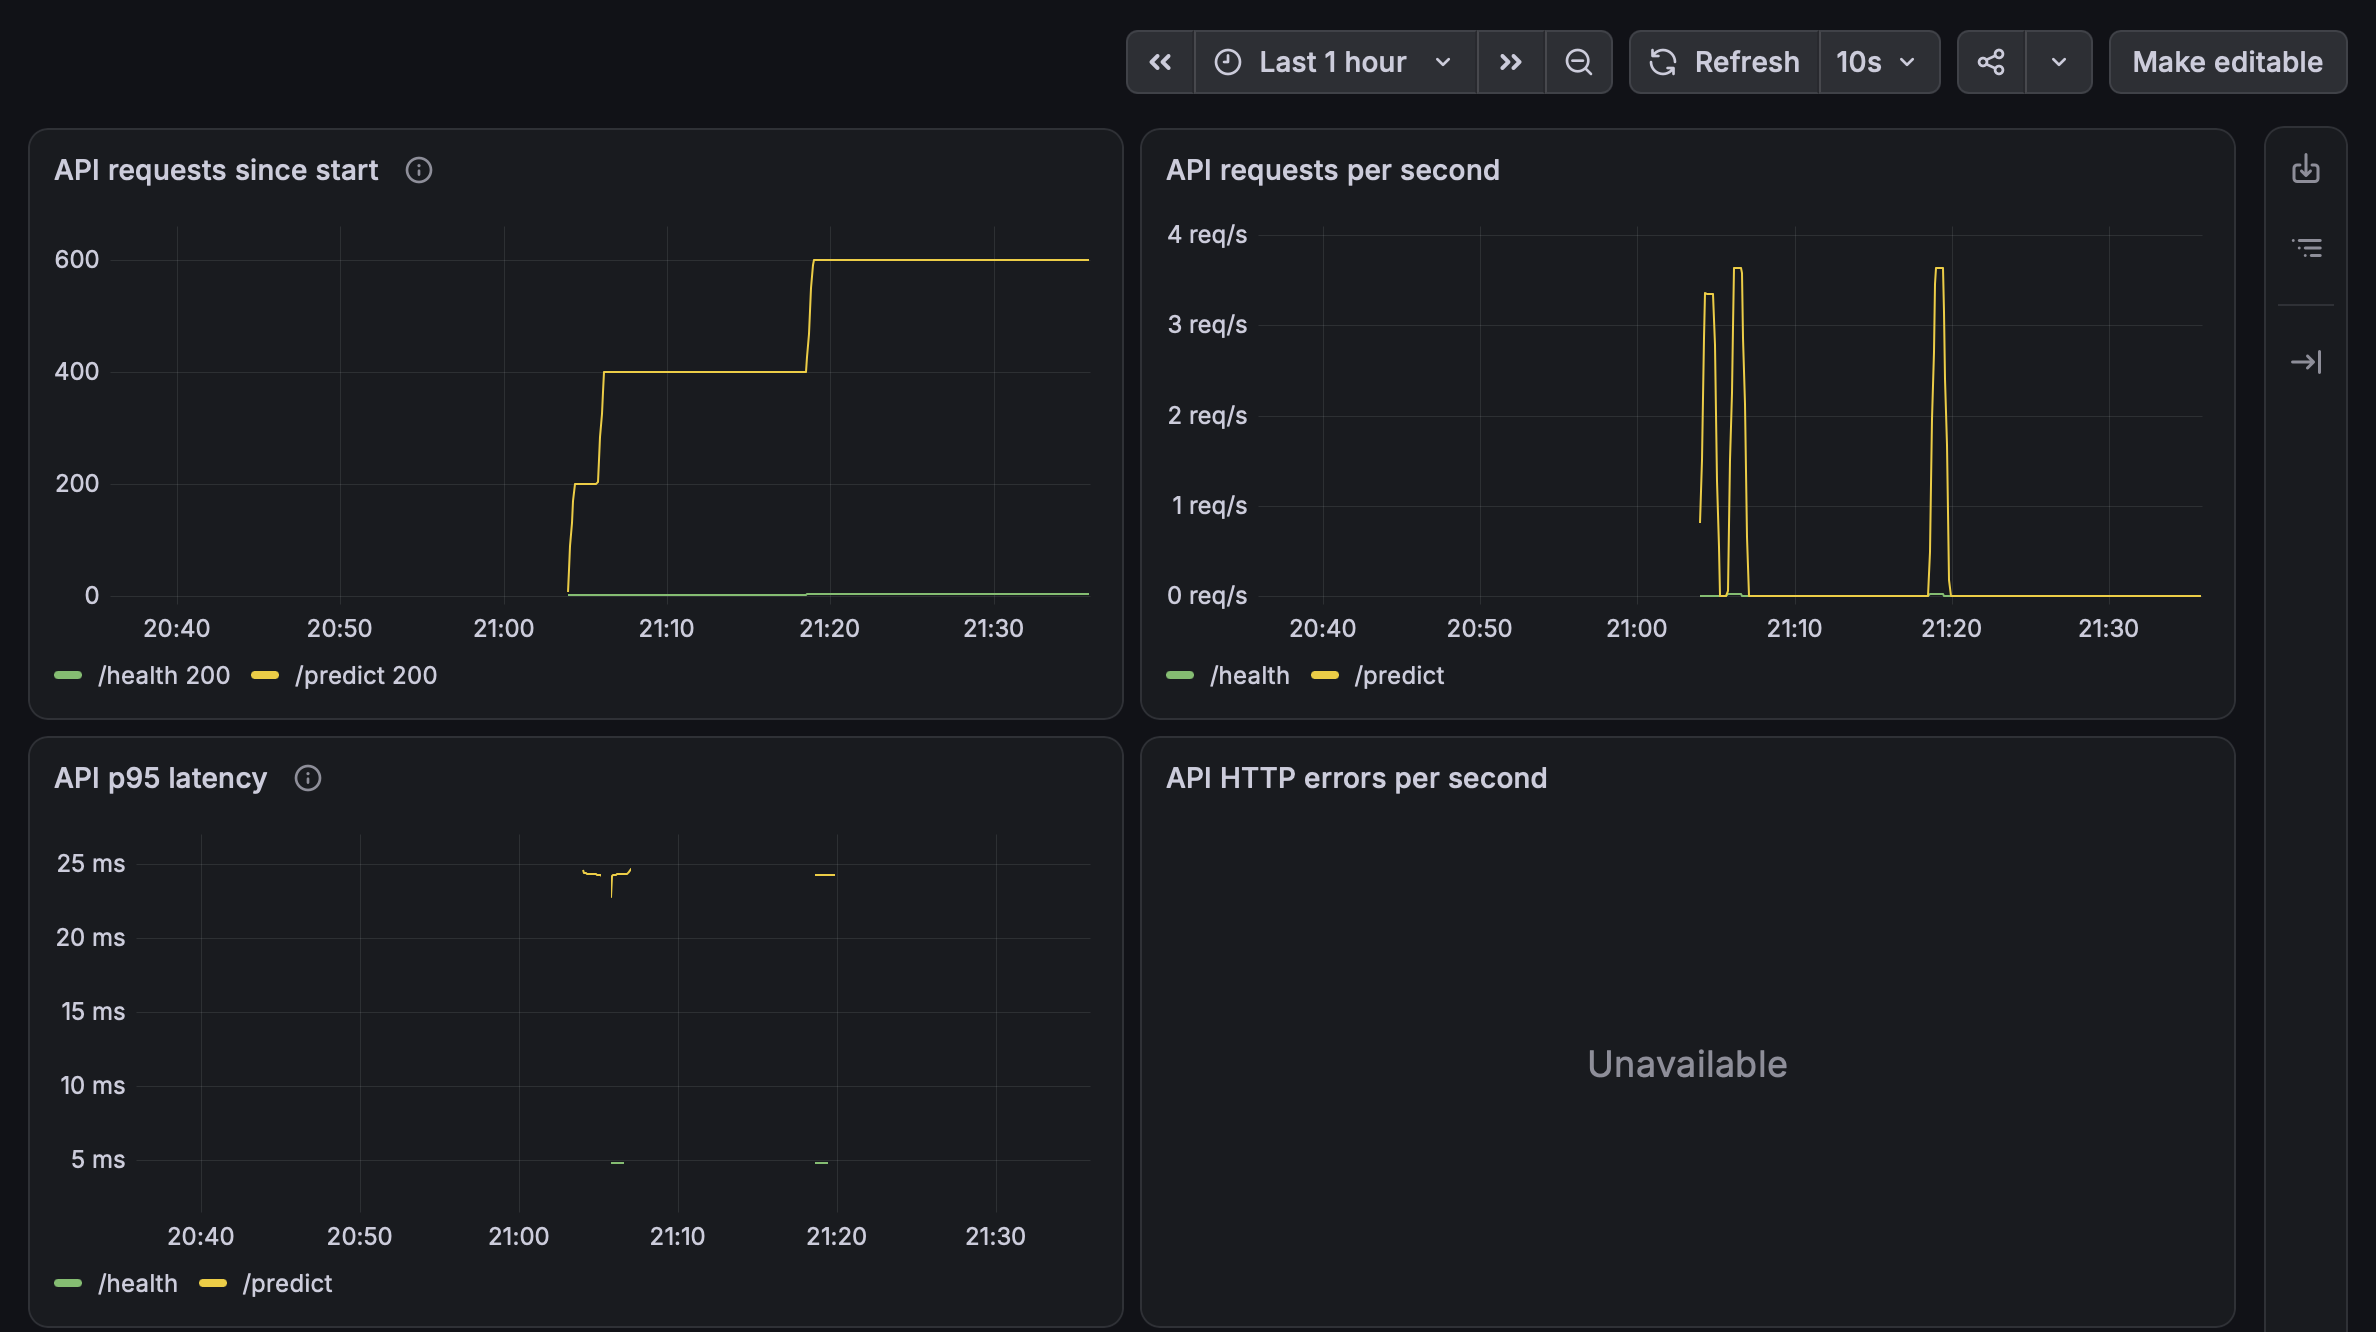 Last 1 hour
Refresh
10s
Make editable
API requests since start
600
400
200
0
20:40 20:50 21:00 21:10 21:20 21:30
/health 200 /predict 200
API requests per second
4 req/s
3 req/s
2 req/s
1 req/s
0 req/s
20:40 20:50 21:00 21:10 21:20 21:30
/health /predict
API p95 latency
25 ms
20 ms
15 ms
10 ms
5 ms
20:40 20:50 21:00 21:10 21:20 21:30
/health /predict
API HTTP errors per second
Unavailable